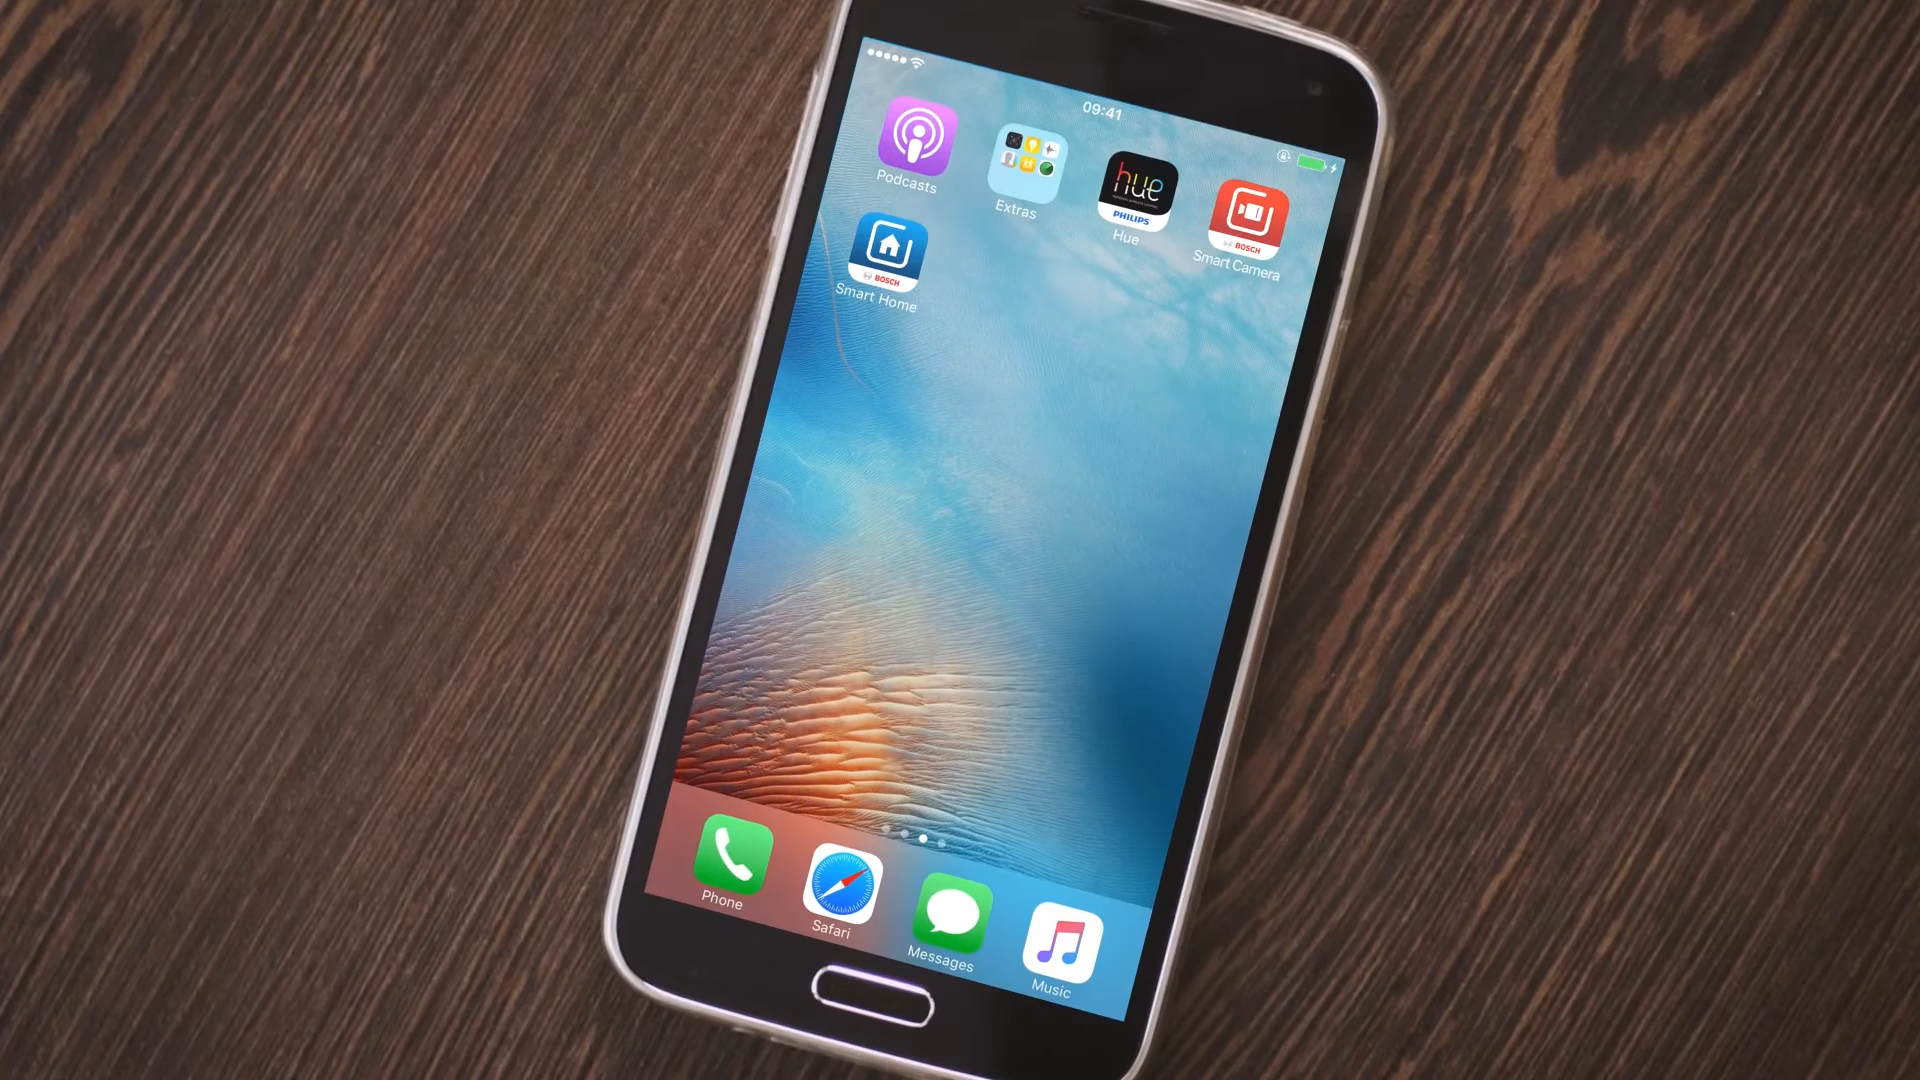 09:41
Podcasts
Extras
hue
PHILIPS
Hue
BOSCH
Smart Camera
BOSCH
Smart Home
Phone
Safari
Messages
Music